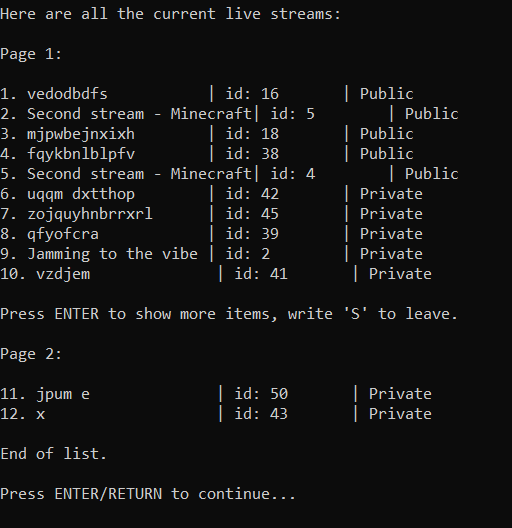 Here are all the current live streams:
Page 1:
1. vedodbdfs | id: 16 | Public
2. Second stream - Minecraft| id: 5 | Public
3. mjpwbejnxixh | id: 18 | Public
4. fqykbnlblpfv | id: 38 | Public
5. Second stream - Minecraft| id: 4 | Public
6. uqqm dxtthop | id: 42 | Private
7. zojquyhnbrrxrl | id: 45 | Private
8. qfyofcra | id: 39 | Private
9. Jamming to the vibe | id: 2 | Private
10. vzdjem | id: 41 | Private
Press ENTER to show more items, write 'S' to leave.
Page 2:
11. jpum e | id: 50 | Private
12. x | id: 43 | Private
End of list.
Press ENTER/RETURN to continue...